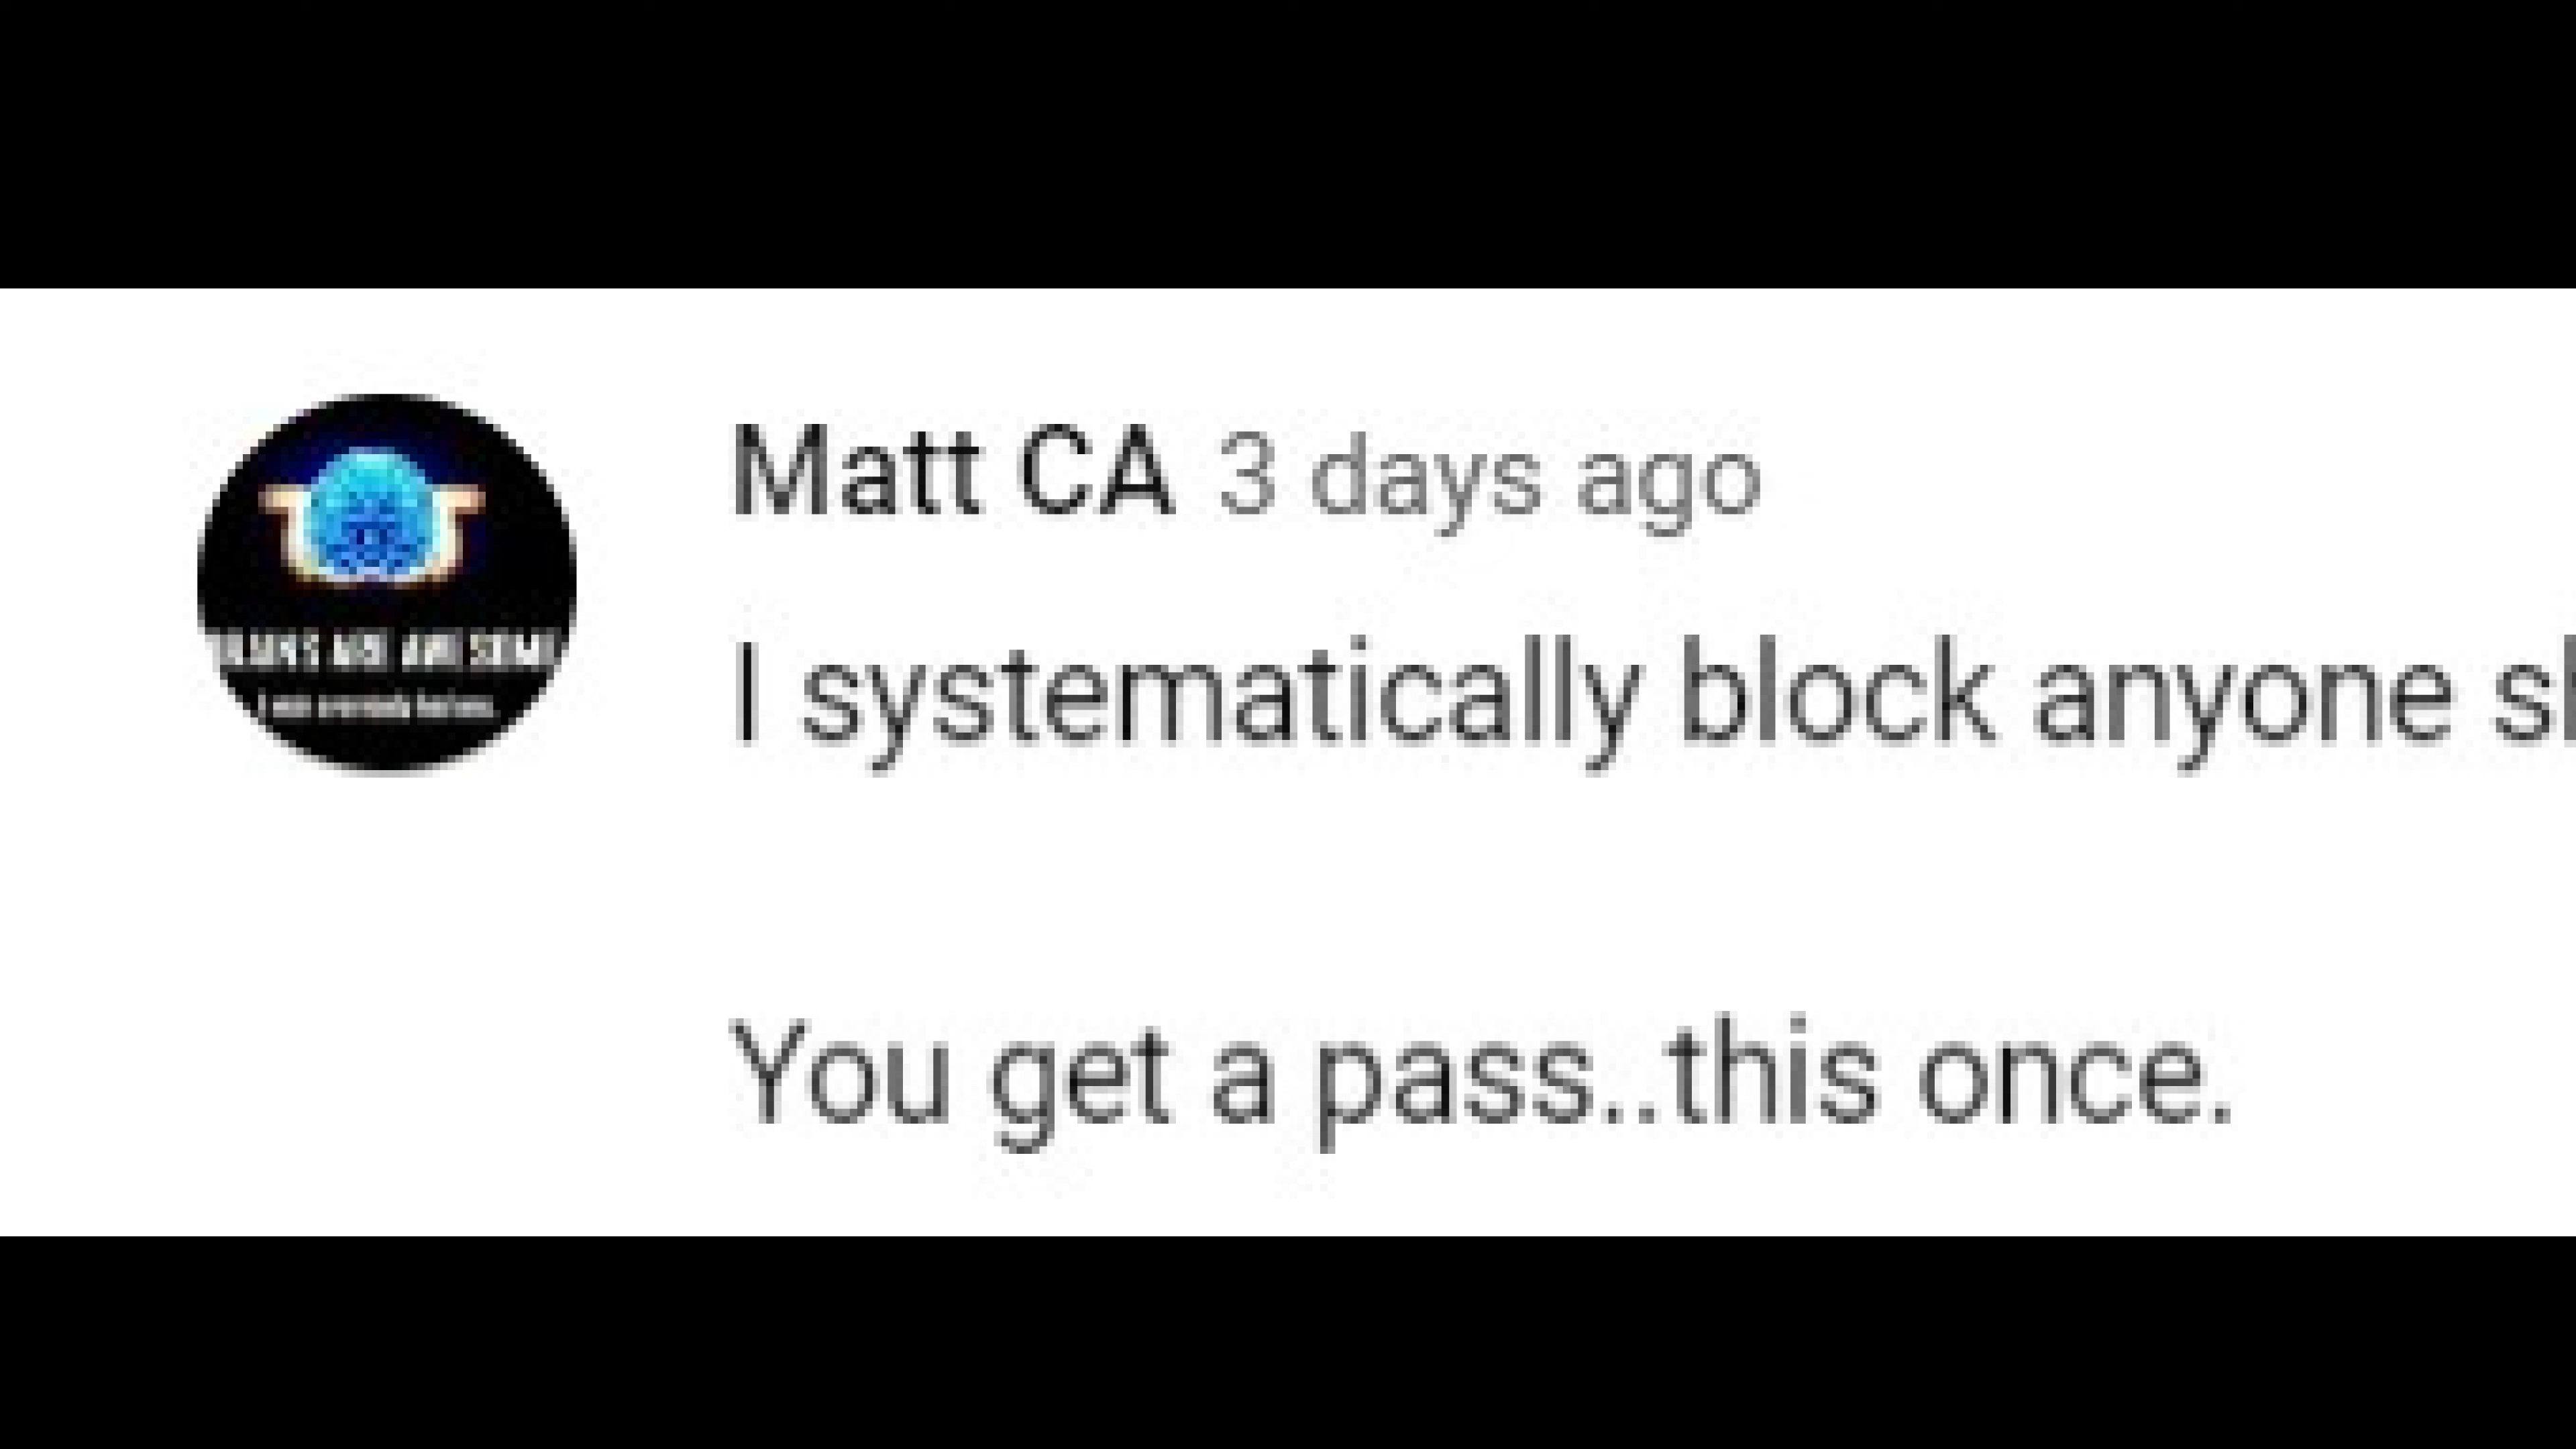 Matt CA 3 days ago
I systematically block anyone
You get a pass..this once.